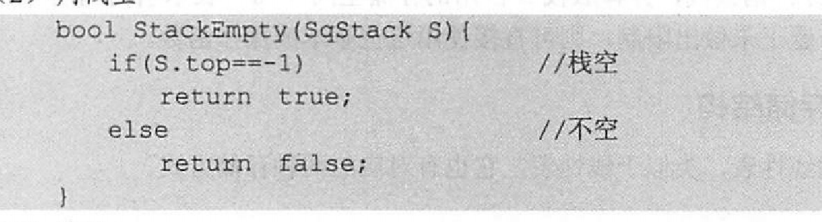 bool StackEmpty(SqStack S){
if(S.top==-1) //栈空
return true;
else //不空
return false;
}